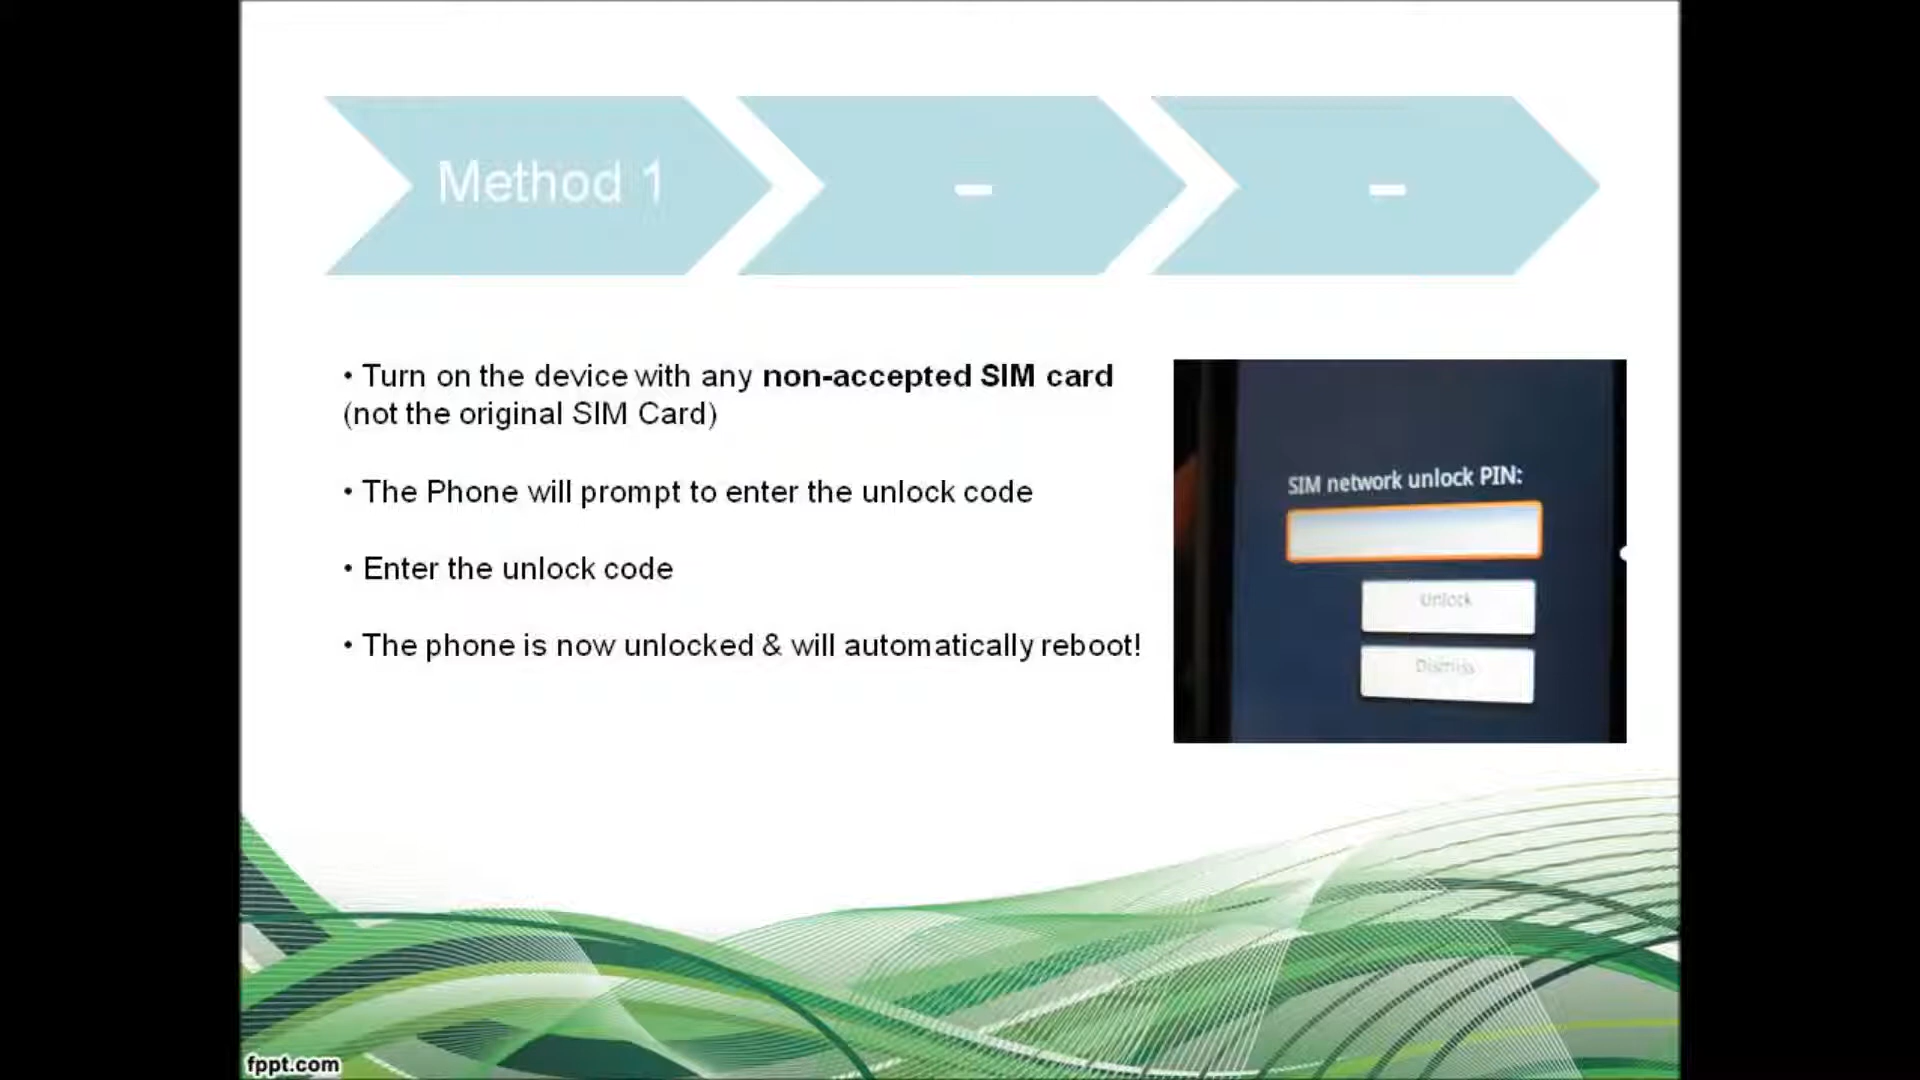 Method 1
-
-
• Turn on the device with any non-accepted SIM card
(not the original SIM Card)
• The Phone will prompt to enter the unlock code
• Enter the unlock code
• The phone is now unlocked & will automatically reboot!
SIM network unlock PIN:
Unlock
Dismiss
fppt.com